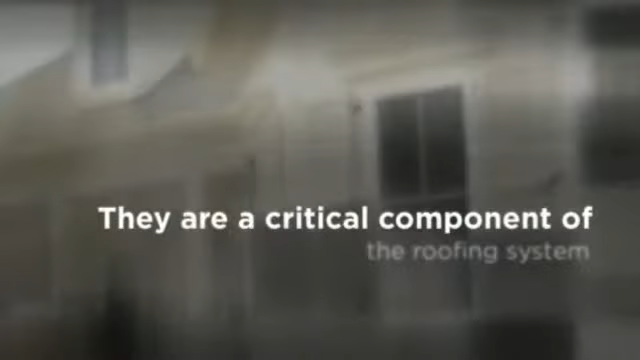 They are a critical component of
the roofing system